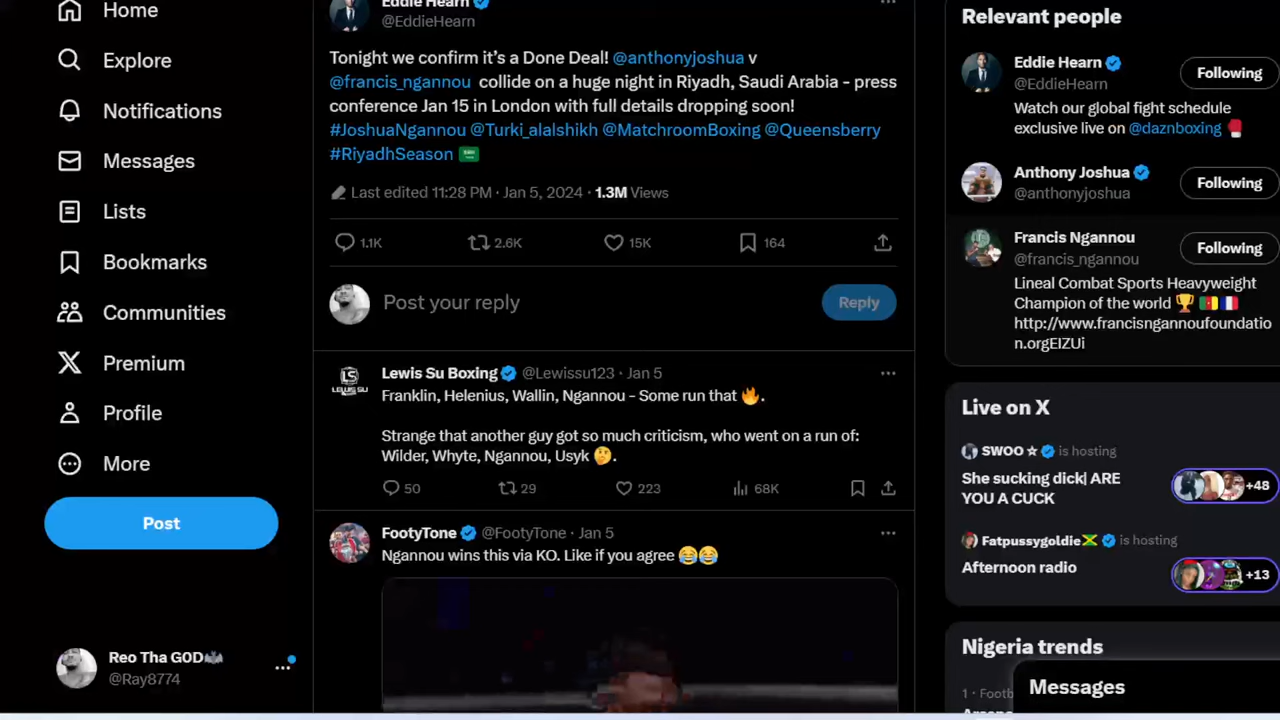 Home
Explore
Notifications
Messages
Lists
Bookmarks
Communities
Premium
Profile
More
Post
Reo Tha G0D🦇
@Ray8774
Eddie Hearn
@EddieHearn
Tonight we confirm it's a Done Deal! @anthonyjoshua v
@francis_ngannou collide on a huge night in Riyadh, Saudi Arabia - press
conference Jan 15 in London with full details dropping soon!
#JoshuaNgannou @Turki_alalshikh @MatchroomBoxing @Queensberry
#RiyadhSeason 🇸🇦
Last edited 11:28 PM · Jan 5, 2024 · 1.3M Views
1.1K 2.6K 15K 164
Post your reply
Reply
Lewis Su Boxing @Lewissu123 · Jan 5
Franklin, Helenius, Wallin, Ngannou - Some run that 🔥.
Strange that another guy got so much criticism, who went on a run of:
Wilder, Whyte, Ngannou, Usyk 🤔.
50 29 223 68K
FootyTone @FootyTone · Jan 5
Ngannou wins this via KO. Like if you agree 😂😂
Relevant people
Eddie Hearn
@EddieHearn
Following
Watch our global fight schedule
exclusive live on @daznboxing 🥊
Anthony Joshua
@anthonyjoshua
Following
Francis Ngannou
@francis_ngannou
Following
Lineal Combat Sports Heavyweight
Champion of the world 🏆 🇨🇲🇫🇷
http://www.francisngannoufoundatio
n.orgEIZUi
Live on X
SWOO ☆ is hosting
She sucking dick| ARE
YOU A CUCK
+48
Fatpussygoldie🇯🇲 is hosting
Afternoon radio
+13
Nigeria trends
Messages